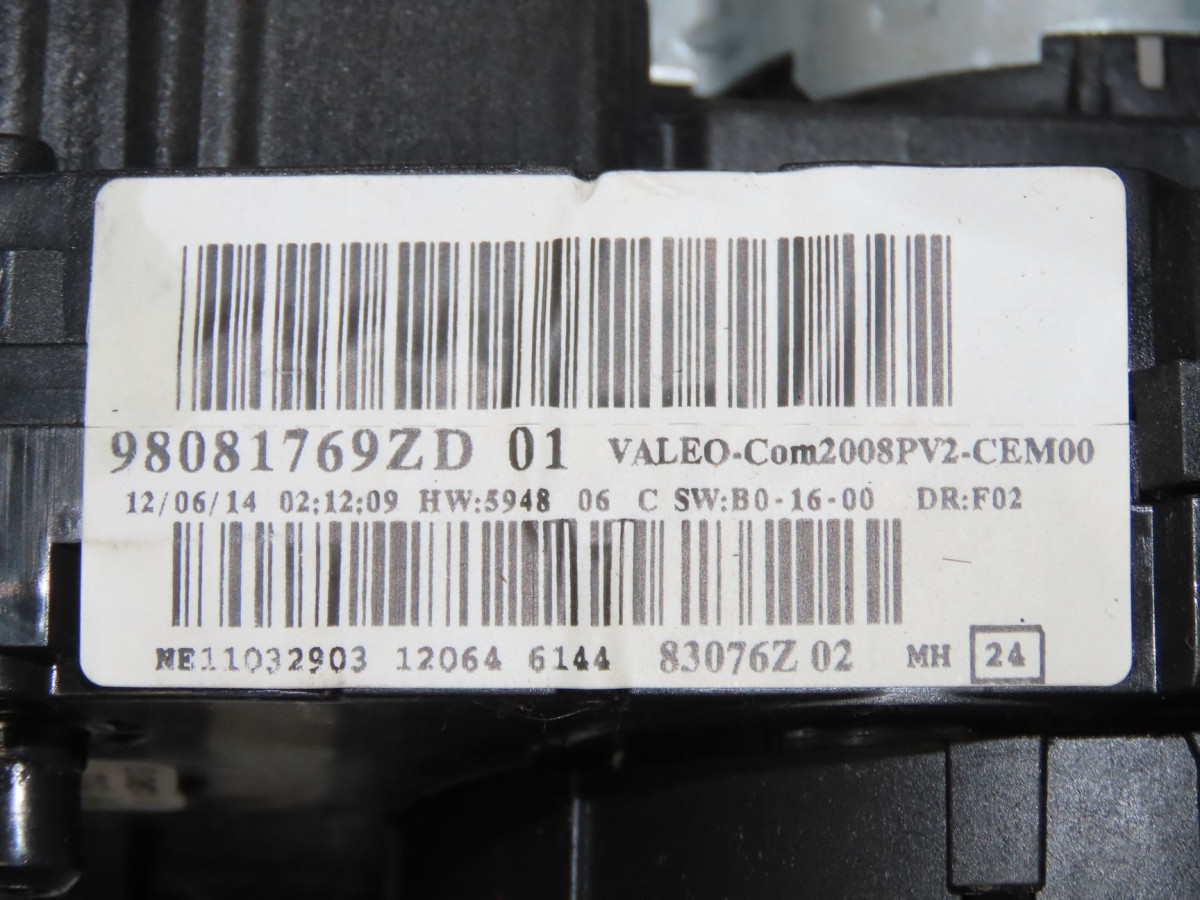 98081769ZD 01 VALEO-Com2008PV2-CEM00
12/06/14 02:12:09 HW:5948 06 C SW:B0-16-00 DR:F02
NE11032903 12064 6144 83076Z 02 MH 24